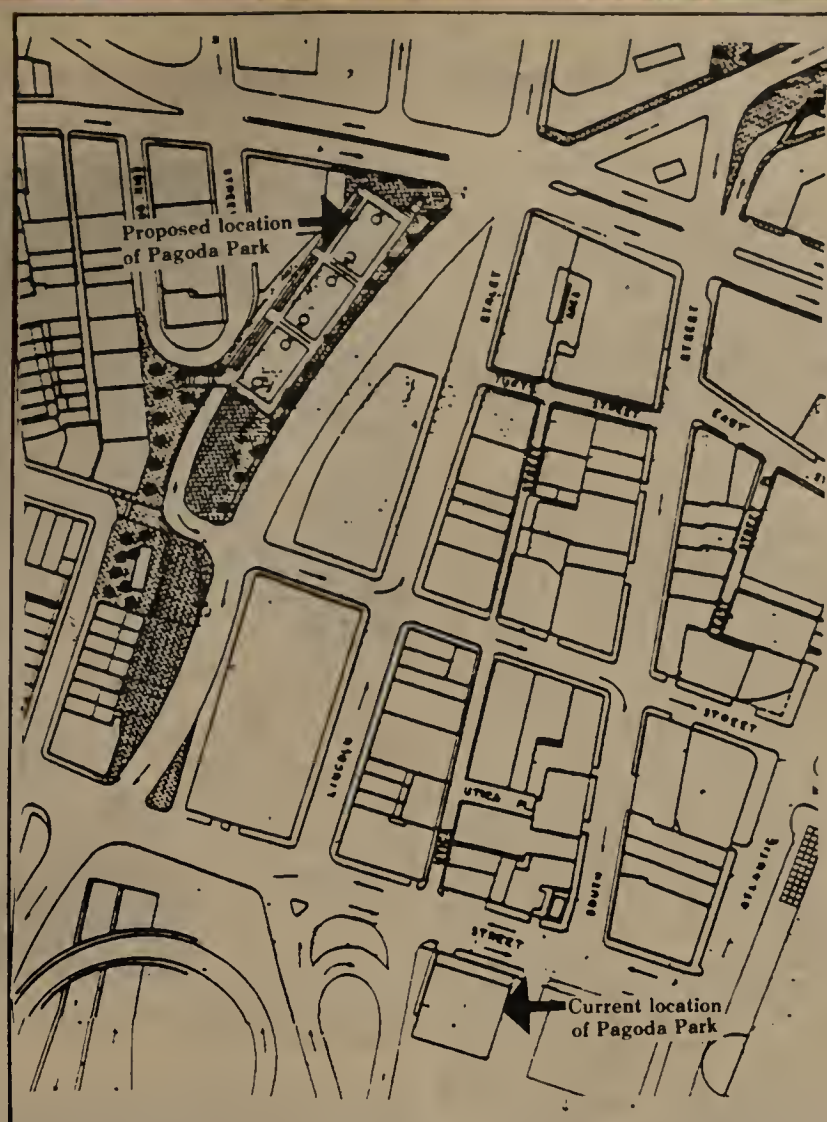 STREET
Proposed location
of Pagoda Park
STREET
STREET
STREET
EAST
STREET
LINCOLN
UTICA PL
SOUTH
ATLANTIC
STREET
Current location
of Pagoda Park